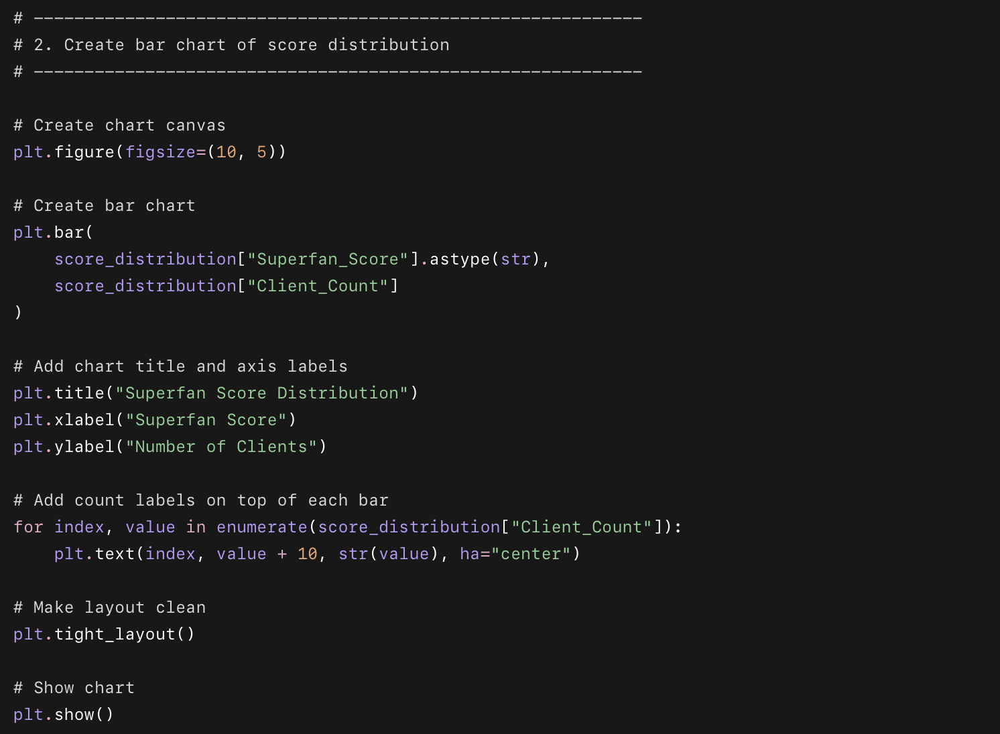 # ————————————————————————————————————————————————————————————
# 2. Create bar chart of score distribution
# ————————————————————————————————————————————————————————————
# Create chart canvas
plt.figure(figsize=(10, 5))
# Create bar chart
plt.bar(
    score_distribution["Superfan_Score"].astype(str),
    score_distribution["Client_Count"]
)
# Add chart title and axis labels
plt.title("Superfan Score Distribution")
plt.xlabel("Superfan Score")
plt.ylabel("Number of Clients")
# Add count labels on top of each bar
for index, value in enumerate(score_distribution["Client_Count"]):
    plt.text(index, value + 10, str(value), ha="center")
# Make layout clean
plt.tight_layout()
# Show chart
plt.show()